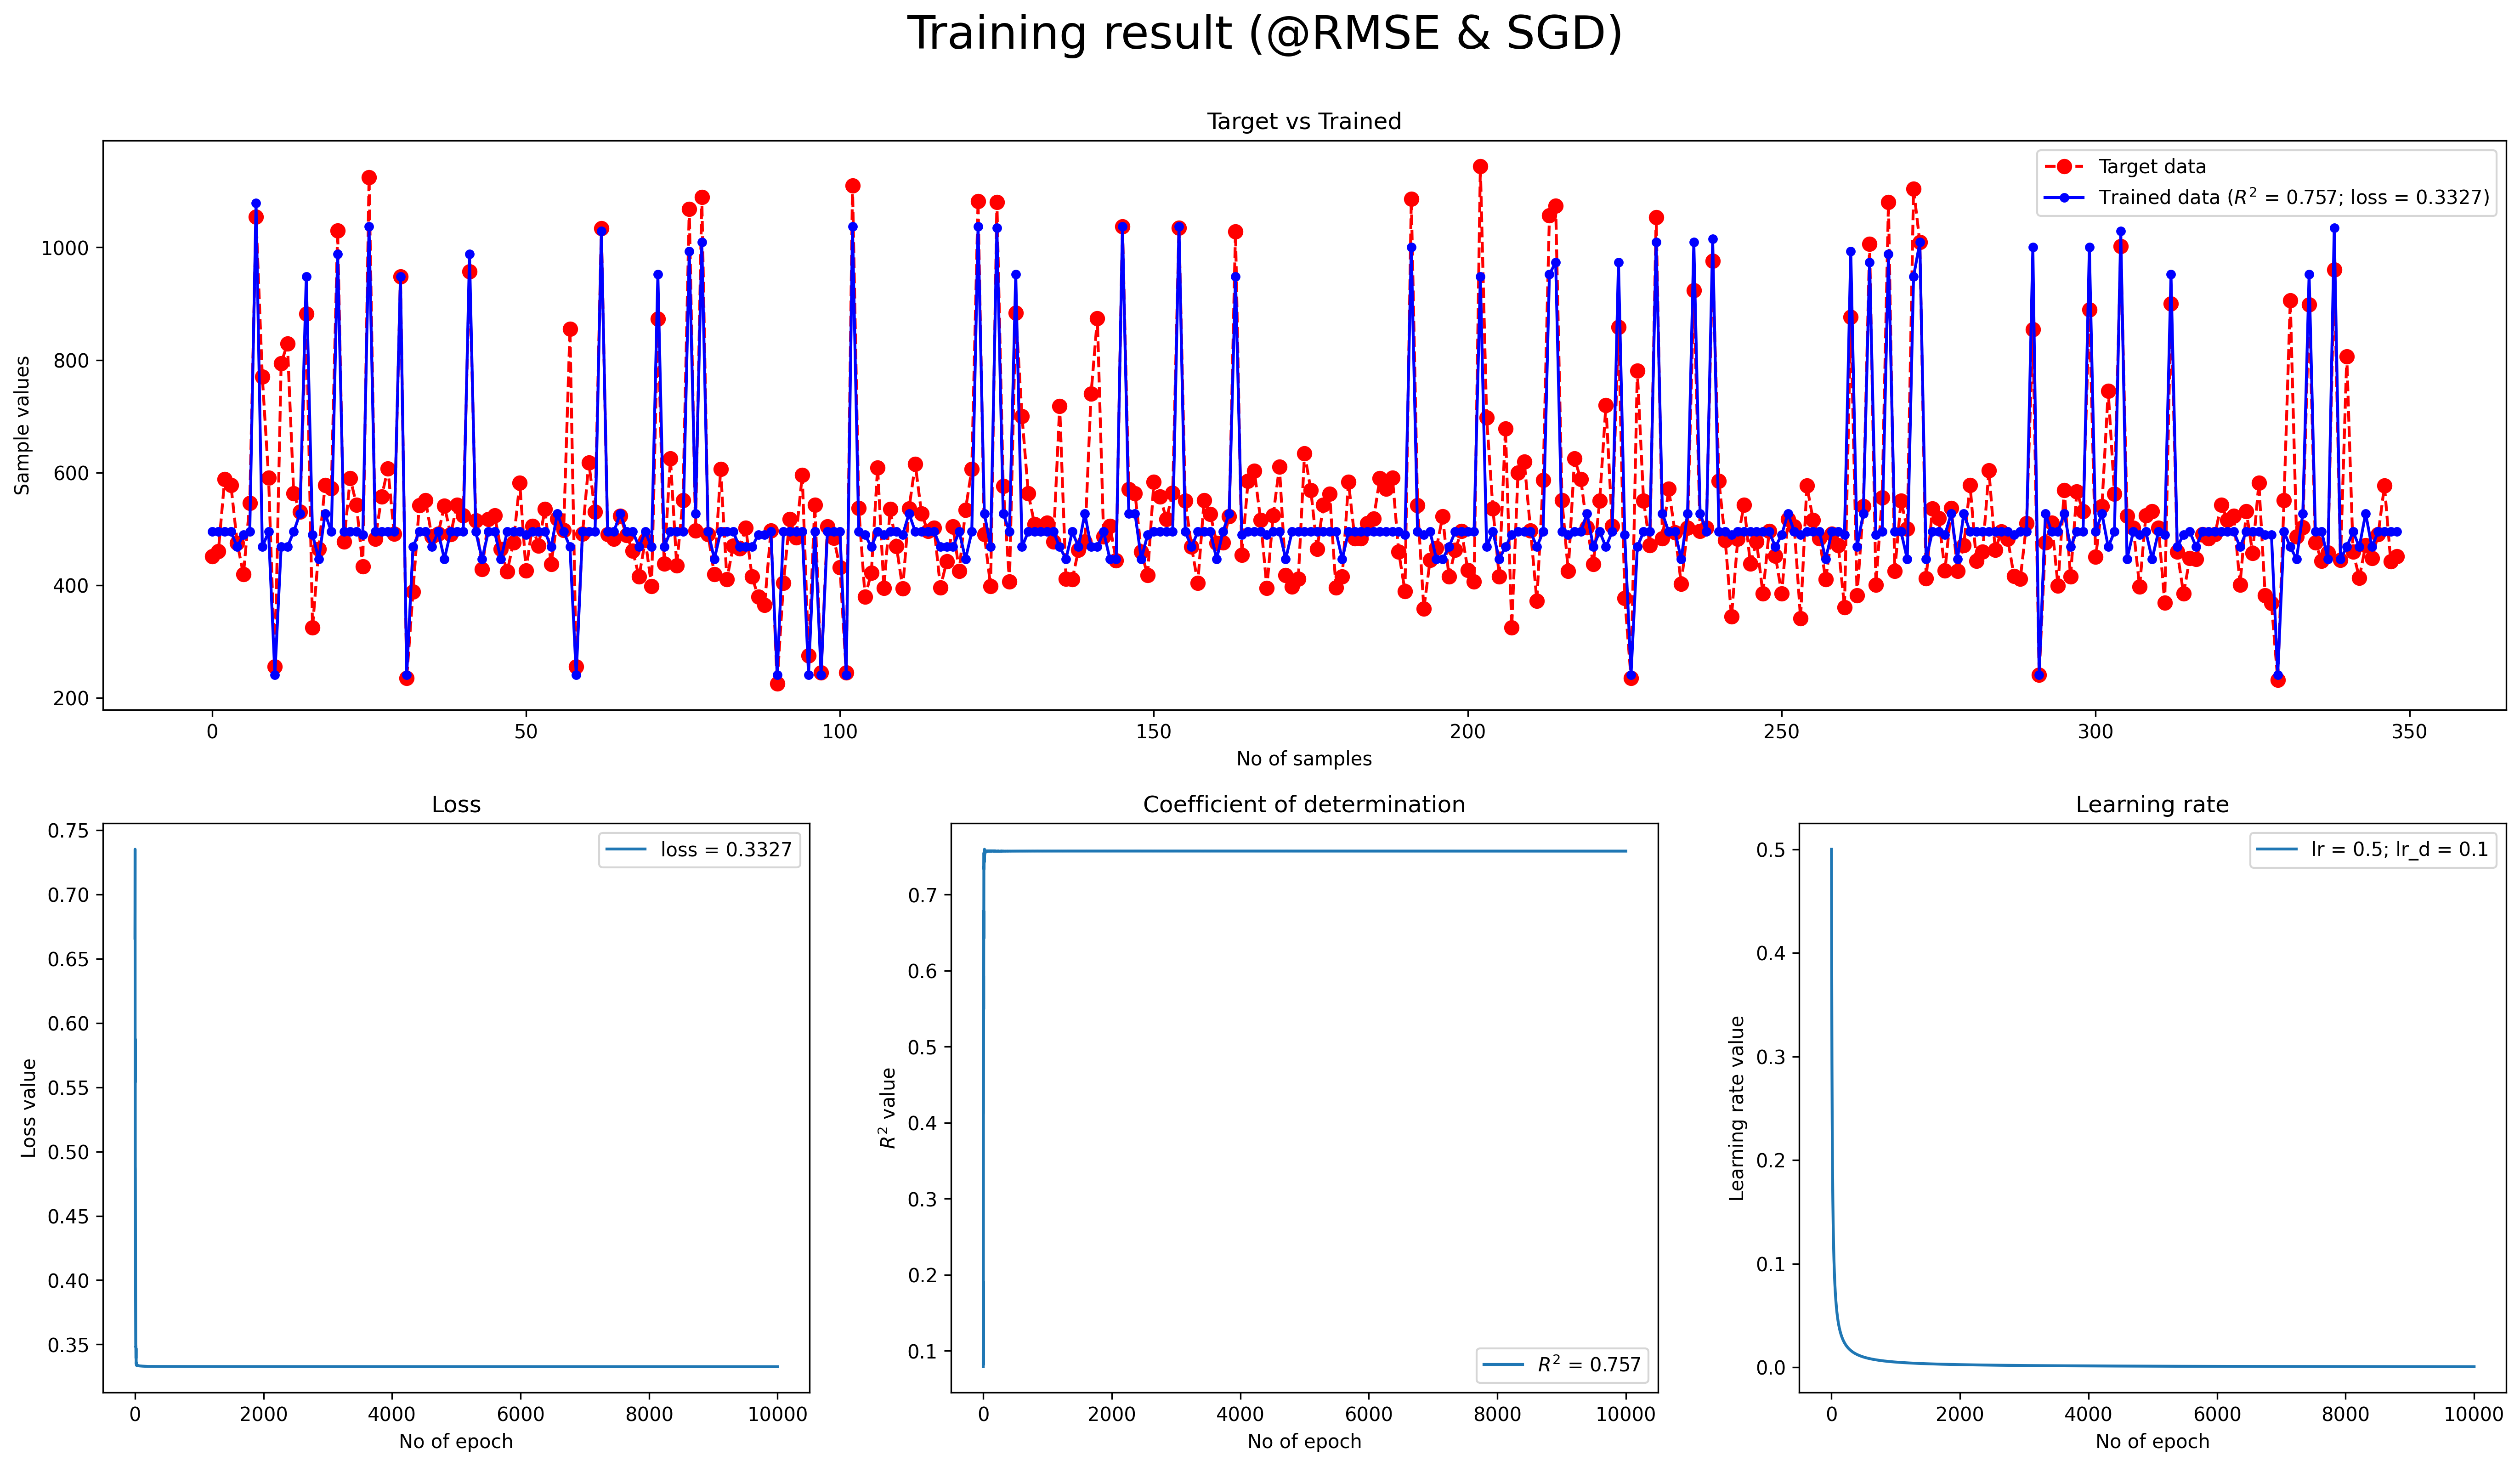 Training result (@RMSE & SGD)
Target vs Trained
Sample values
1000
800
600
400
200
Target data
Trained data (R² = 0.757; loss = 0.3327)
0 50 100 150 200 250 300 350
No of samples
Loss
Loss value
0.75
0.70
0.65
0.60
0.55
0.50
0.45
0.40
0.35
loss = 0.3327
0 2000 4000 6000 8000 10000
No of epoch
Coefficient of determination
R² value
0.7
0.6
0.5
0.4
0.3
0.2
0.1
R² = 0.757
0 2000 4000 6000 8000 10000
No of epoch
Learning rate
Learning rate value
0.5
0.4
0.3
0.2
0.1
0.0
lr = 0.5; lr_d = 0.1
0 2000 4000 6000 8000 10000
No of epoch